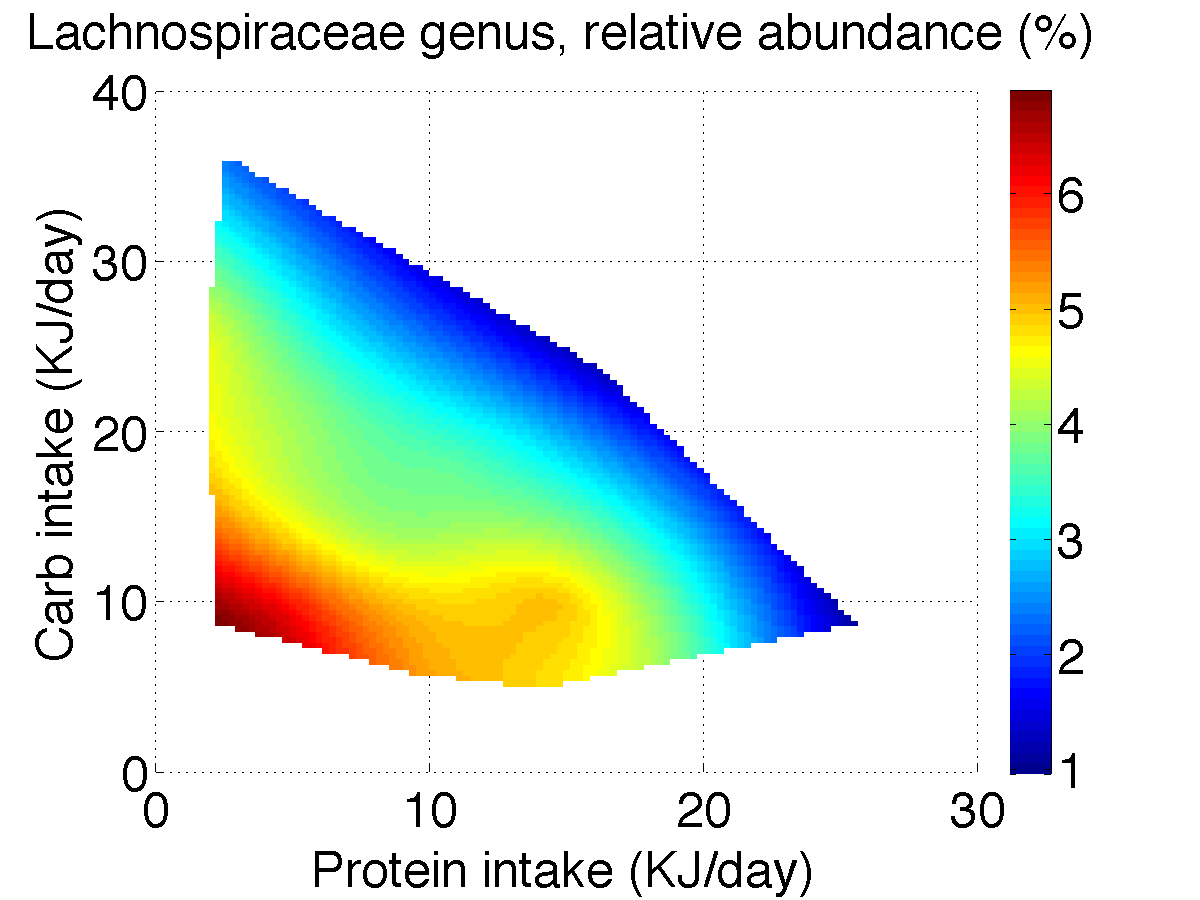 Lachnospiraceae genus, relative abundance (%)
40
30
20
10
0
0 10 20 30
Carb intake (KJ/day)
Protein intake (KJ/day)
6
5
4
3
2
1